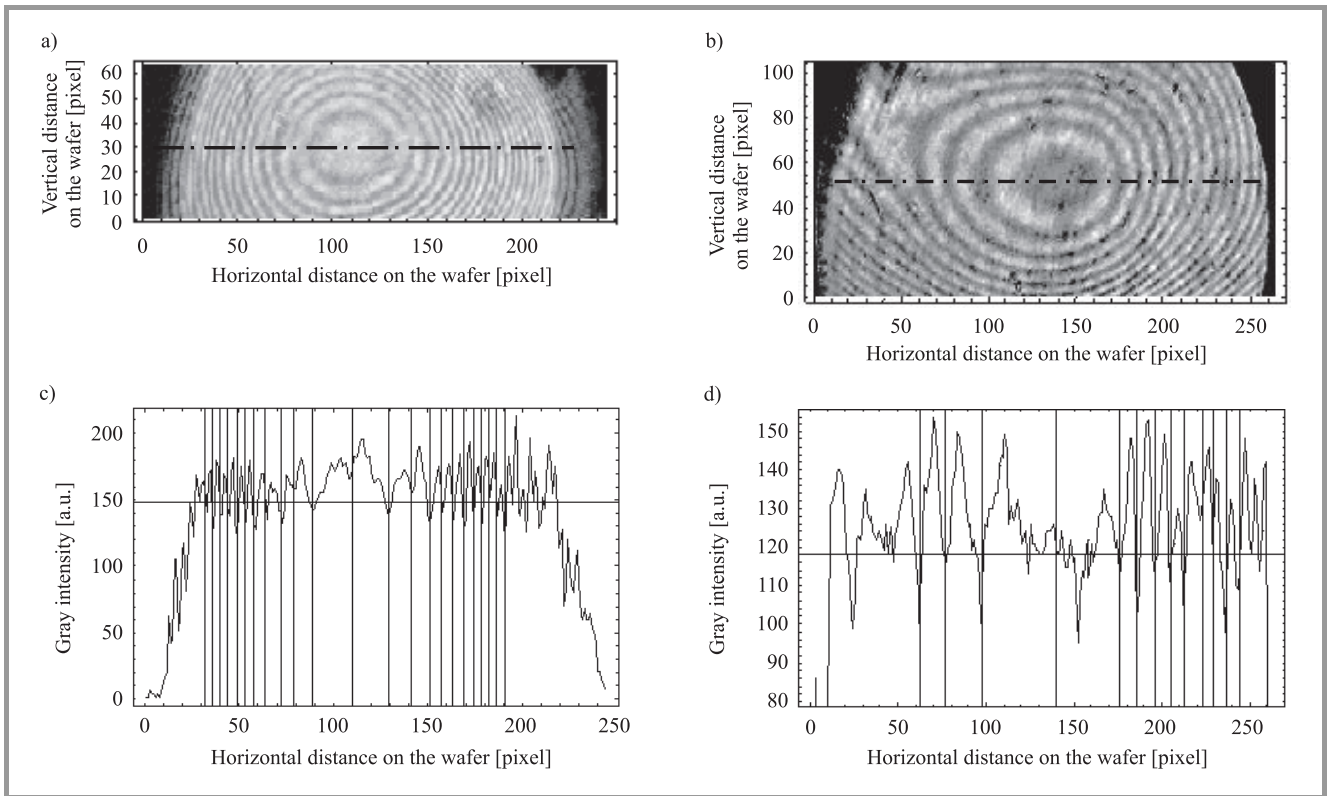 a)
Vertical distance
on the wafer [pixel]
60
50
40
30
20
10
0
0 50 100 150 200
Horizontal distance on the wafer [pixel]
b)
Vertical distance
on the wafer [pixel]
100
80
60
40
20
0
0 50 100 150 200 250
Horizontal distance on the wafer [pixel]
c)
Gray intensity [a.u.]
200
150
100
50
0
0 50 100 150 200 250
Horizontal distance on the wafer [pixel]
d)
Gray intensity [a.u.]
150
140
130
120
110
100
90
80
0 50 100 150 200 250
Horizontal distance on the wafer [pixel]